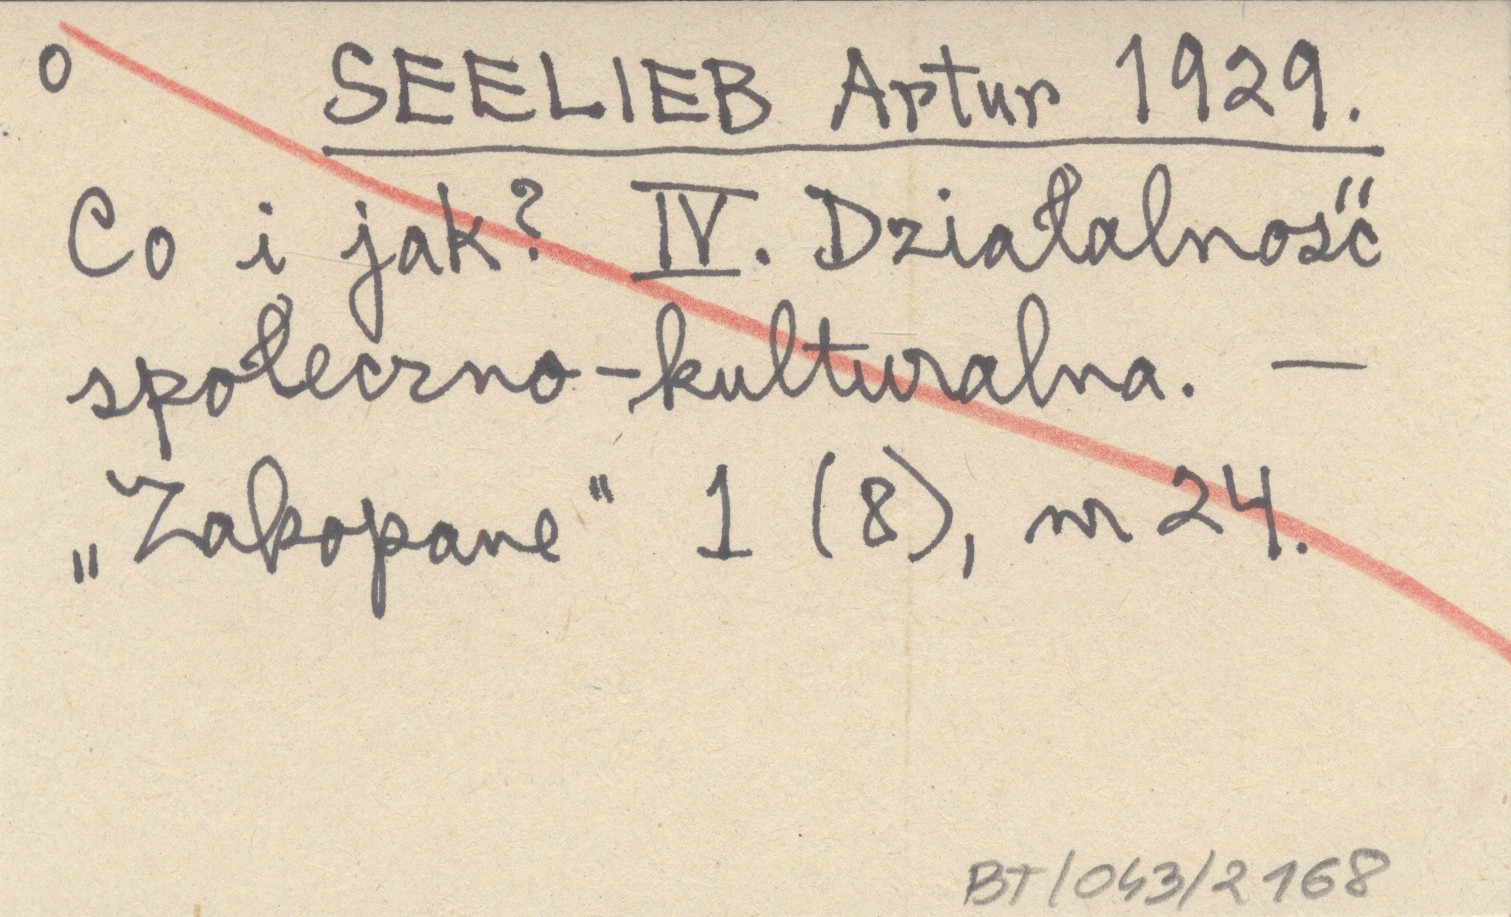 o SEELIEB Artur 1929.
Co i jak? IV. Działalność
społeczno-kulturalna. —
„Zakopane" 1 (8), nr 24.
BT/043/2168